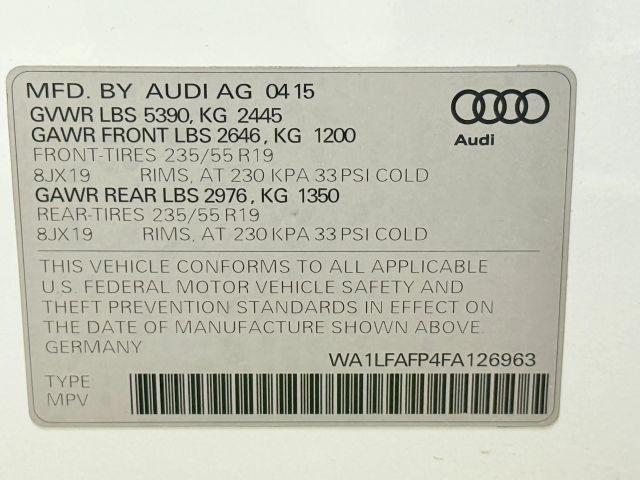 MFD. BY AUDI AG 0415
GVWR LBS 5390, KG 2445
GAWR FRONT LBS 2646, KG 1200
FRONT-TIRES 235/55 R19
8JX19 RIMS, AT 230 KPA 33 PSI COLD
GAWR REAR LBS 2976, KG 1350
REAR-TIRES 235/55 R19
8JX19 RIMS, AT 230 KPA 33 PSI COLD
Audi
THIS VEHICLE CONFORMS TO ALL APPLICABLE
U.S. FEDERAL MOTOR VEHICLE SAFETY AND
THEFT PREVENTION STANDARDS IN EFFECT ON
THE DATE OF MANUFACTURE SHOWN ABOVE.
GERMANY
WA1LFAFP4FA126963
TYPE
MPV